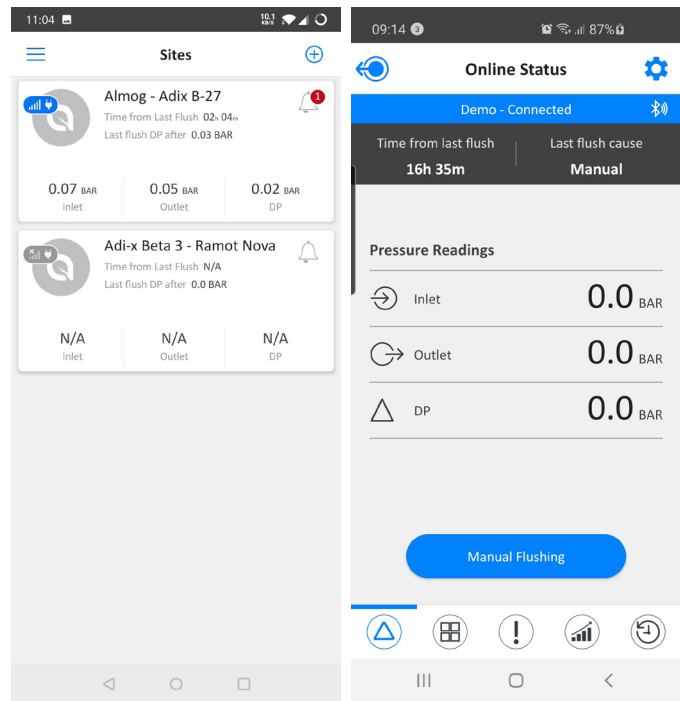 11:04
10.1
KB/S
Sites
Almog - Adix B-27
1
Time from Last Flush 02h 04m
Last flush DP after 0.03 BAR
0.07 BAR
0.05 BAR
0.02 BAR
Inlet
Outlet
DP
Adi-x Beta 3 - Ramot Nova
Time from Last Flush N/A
Last flush DP after 0.0 BAR
N/A
N/A
N/A
Inlet
Outlet
DP
09:14 3
87%
Online Status
Demo - Connected
Time from last flush
Last flush cause
16h 35m
Manual
Pressure Readings
Inlet 0.0 BAR
Outlet 0.0 BAR
DP 0.0 BAR
Manual Flushing